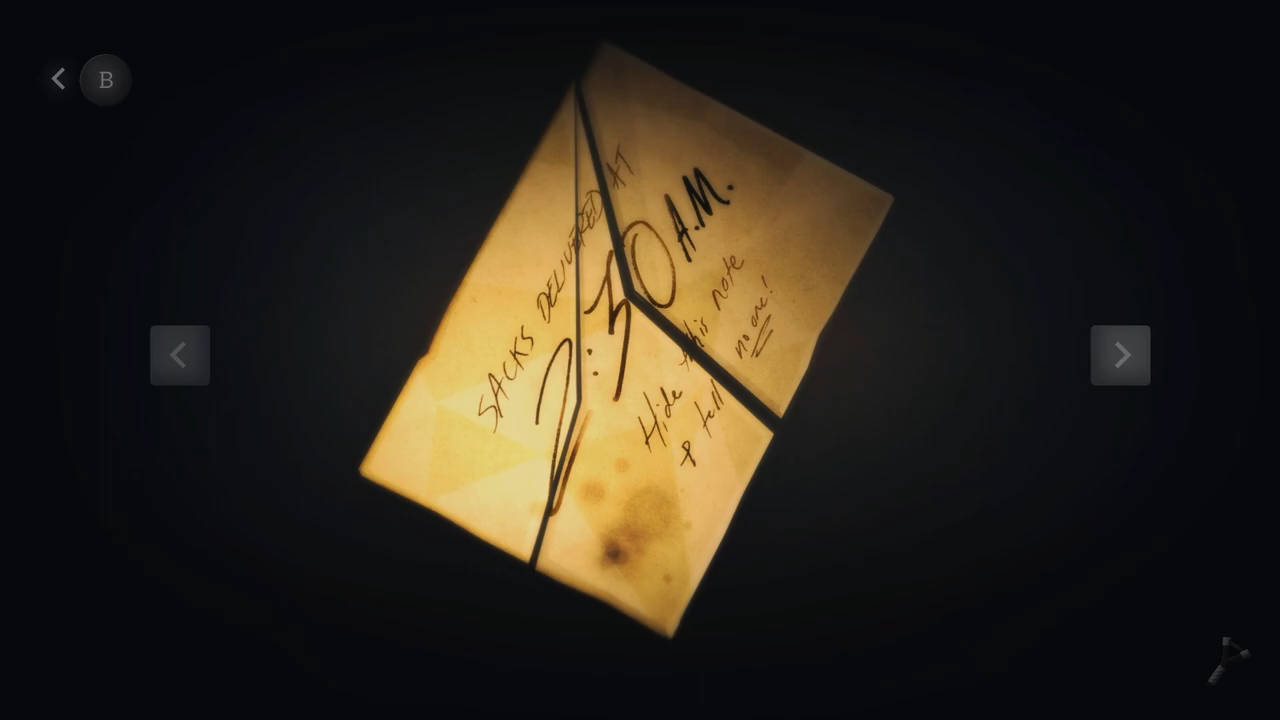 B
SACKS DELIVERED AT
2:30 A.M.
Hide this note
& tell no one!